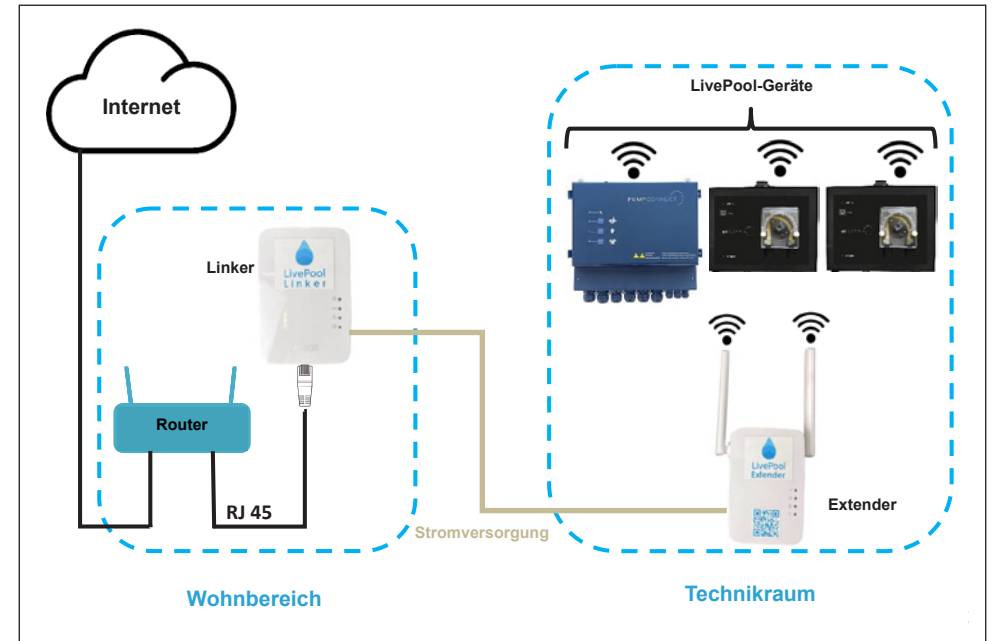 Internet
LivePool-Geräte
PUMPCONNECT
Linker
LivePool
Linker
Router
RJ 45
LivePool
Extender
Extender
Stromversorgung
Wohnbereich
Technikraum